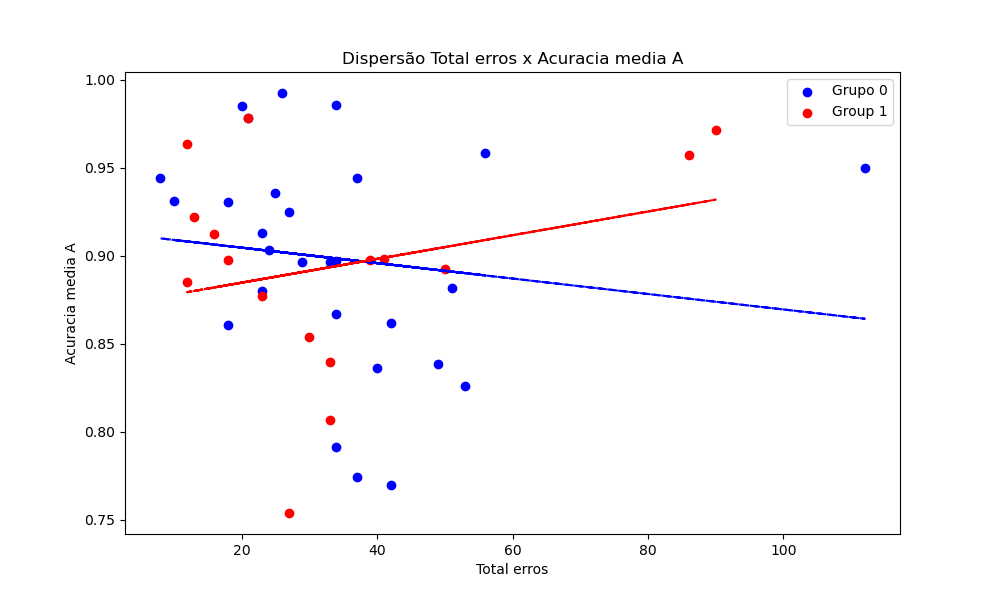 Dispersão Total erros x Acuracia media A
Grupo 0
Group 1
1.00
0.95
0.90
0.85
0.80
0.75
Acuracia media A
20
40
60
80
100
Total erros